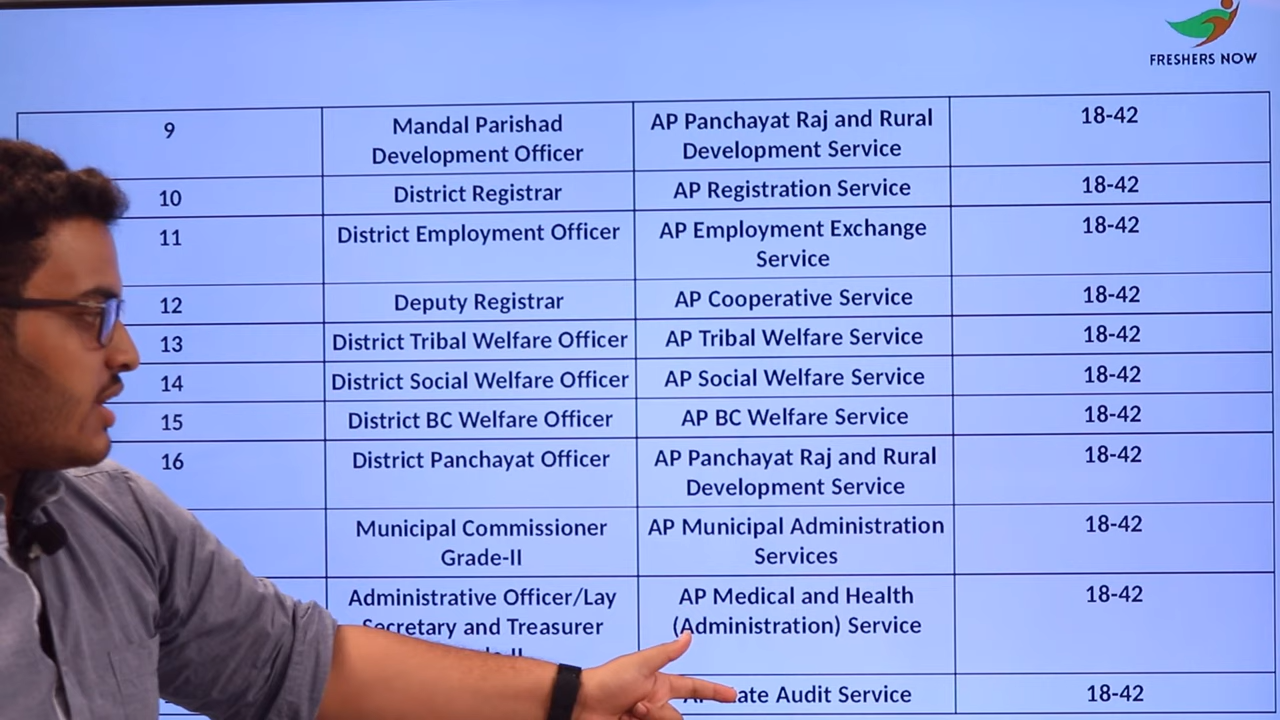 FRESHERS NOW
9
Mandal Parishad
Development Officer
AP Panchayat Raj and Rural
Development Service
18-42
10
District Registrar
AP Registration Service
18-42
11
District Employment Officer
AP Employment Exchange
Service
18-42
12
Deputy Registrar
AP Cooperative Service
18-42
13
District Tribal Welfare Officer
AP Tribal Welfare Service
18-42
14
District Social Welfare Officer
AP Social Welfare Service
18-42
15
District BC Welfare Officer
AP BC Welfare Service
18-42
16
District Panchayat Officer
AP Panchayat Raj and Rural
Development Service
18-42
Municipal Commissioner
Grade-II
AP Municipal Administration
Services
18-42
Administrative Officer/Lay
Secretary and Treasurer
AP Medical and Health
(Administration) Service
18-42
Audit Service
18-42